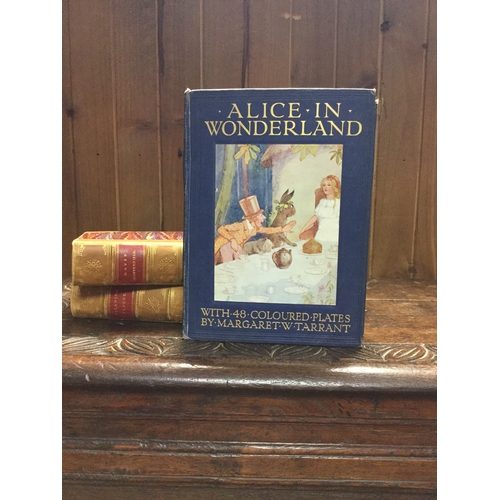 · ALICE · IN ·
WONDERLAND
WITH · 48 · COLOURED · PLATES
BY · MARGARET · W · TARRANT